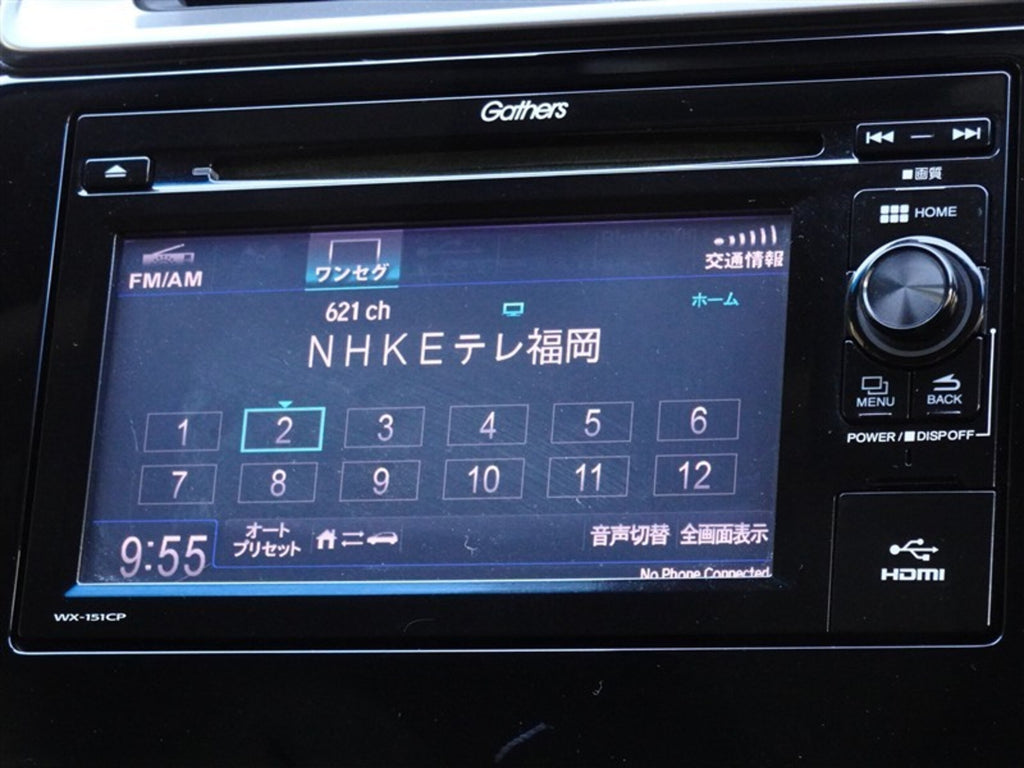 Gathers
■画質
HOME
FM/AM
ワンセグ
交通情報
621 ch
ホーム
NHKEテレ福岡
1 2 3 4 5 6
7 8 9 10 11 12
MENU
BACK
POWER/■DISP OFF
9:55
オート
プリセット
音声切替
全画面表示
No Phone Connected
HDMI
WX-151CP